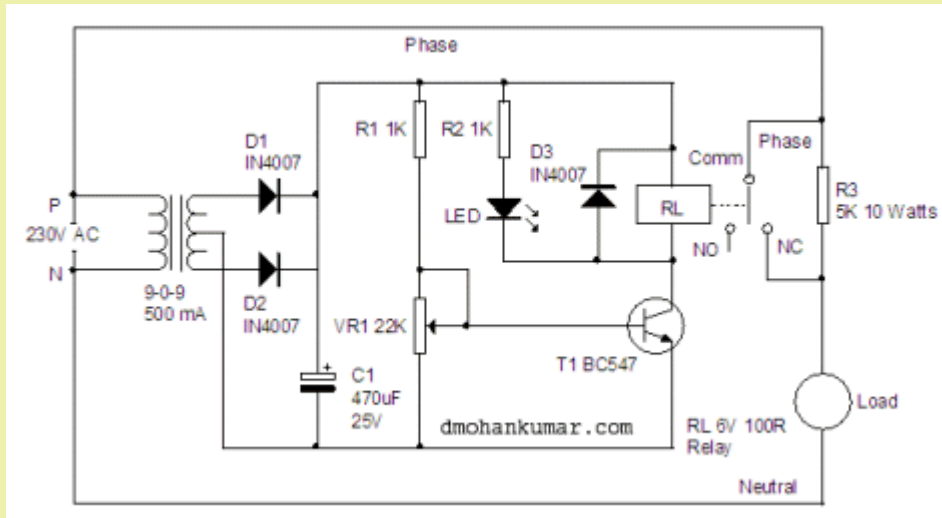 Phase
R1 1K
R2 1K
D1
IN4007
D3
IN4007
Comm
Phase
P
230V AC
N
LED
RL
R3
5K 10 Watts
NO
NC
9-0-9
500 mA
D2
IN4007
VR1 22K
T1 BC547
+
C1
470uF
25V
dmohankumar.com
RL 6V 100R
Relay
Load
Neutral